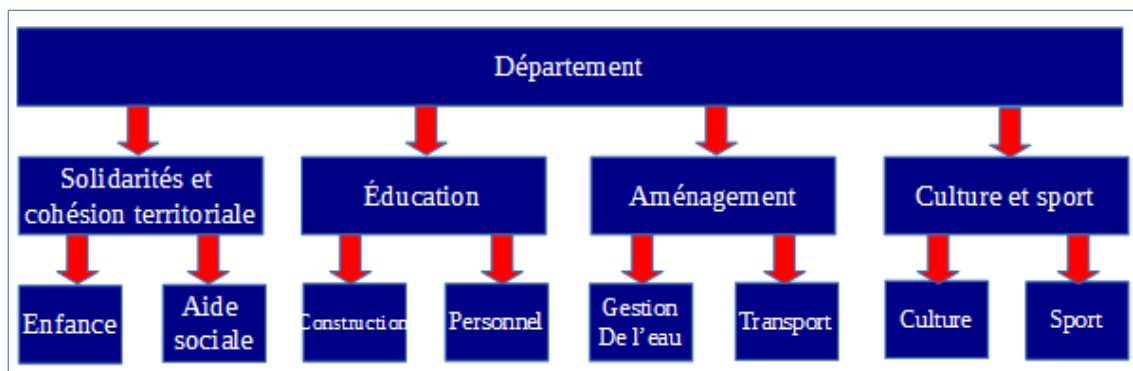 Département
Solidarités et
cohésion territoriale
Éducation
Aménagement
Culture et sport
Enfance
Aide
sociale
Construction
Personnel
Gestion
De l'eau
Transport
Culture
Sport